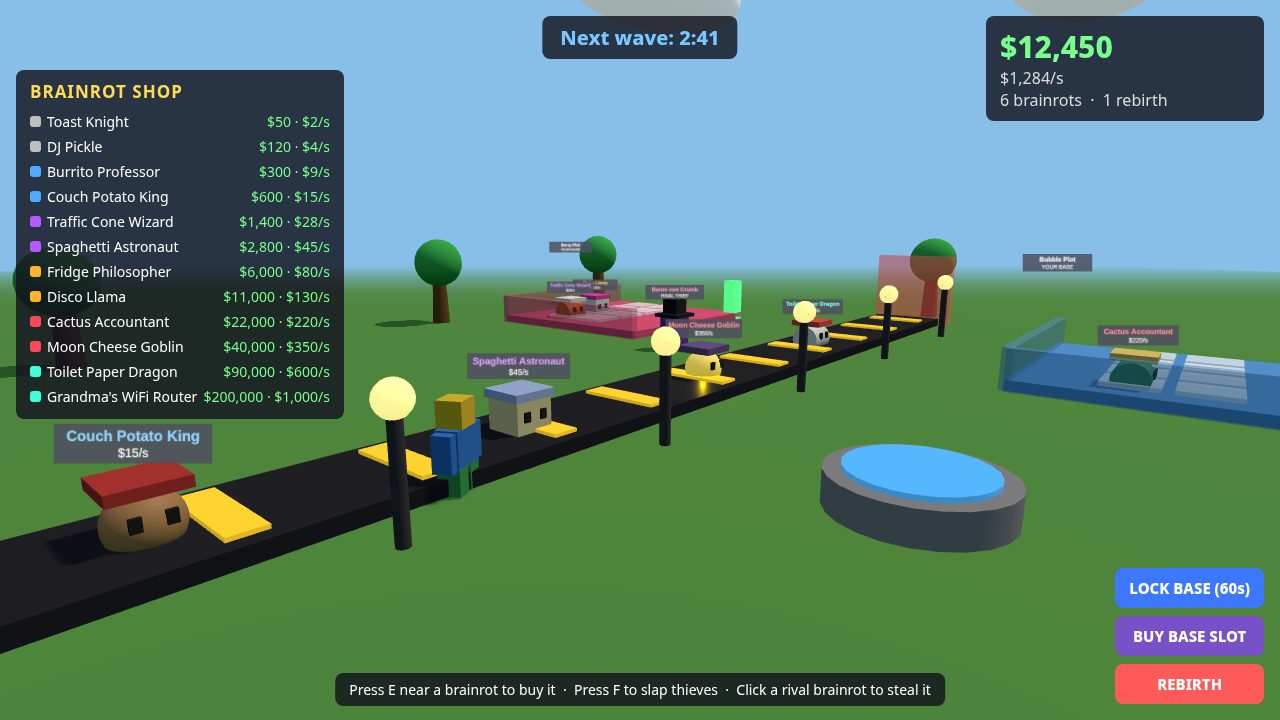 Next wave: 2:41
$12,450
$1,284/s
6 brainrots · 1 rebirth
BRAINROT SHOP
Toast Knight $50 · $2/s
DJ Pickle $120 · $4/s
Burrito Professor $300 · $9/s
Couch Potato King $600 · $15/s
Traffic Cone Wizard $1,400 · $28/s
Spaghetti Astronaut $2,800 · $45/s
Fridge Philosopher $6,000 · $80/s
Disco Llama $11,000 · $130/s
Cactus Accountant $22,000 · $220/s
Moon Cheese Goblin $40,000 · $350/s
Toilet Paper Dragon $90,000 · $600/s
Grandma's WiFi Router $200,000 · $1,000/s
Bubble Plot
YOUR BASE
Traffic Cone Wizard
Baron von Crumb
RIVAL THIEF
Moon Cheese Goblin
$350/s
Dragon
Cactus Accountant
$220/s
Spaghetti Astronaut
$45/s
Couch Potato King
$15/s
LOCK BASE (60s)
BUY BASE SLOT
REBIRTH
Press E near a brainrot to buy it · Press F to slap thieves · Click a rival brainrot to steal it